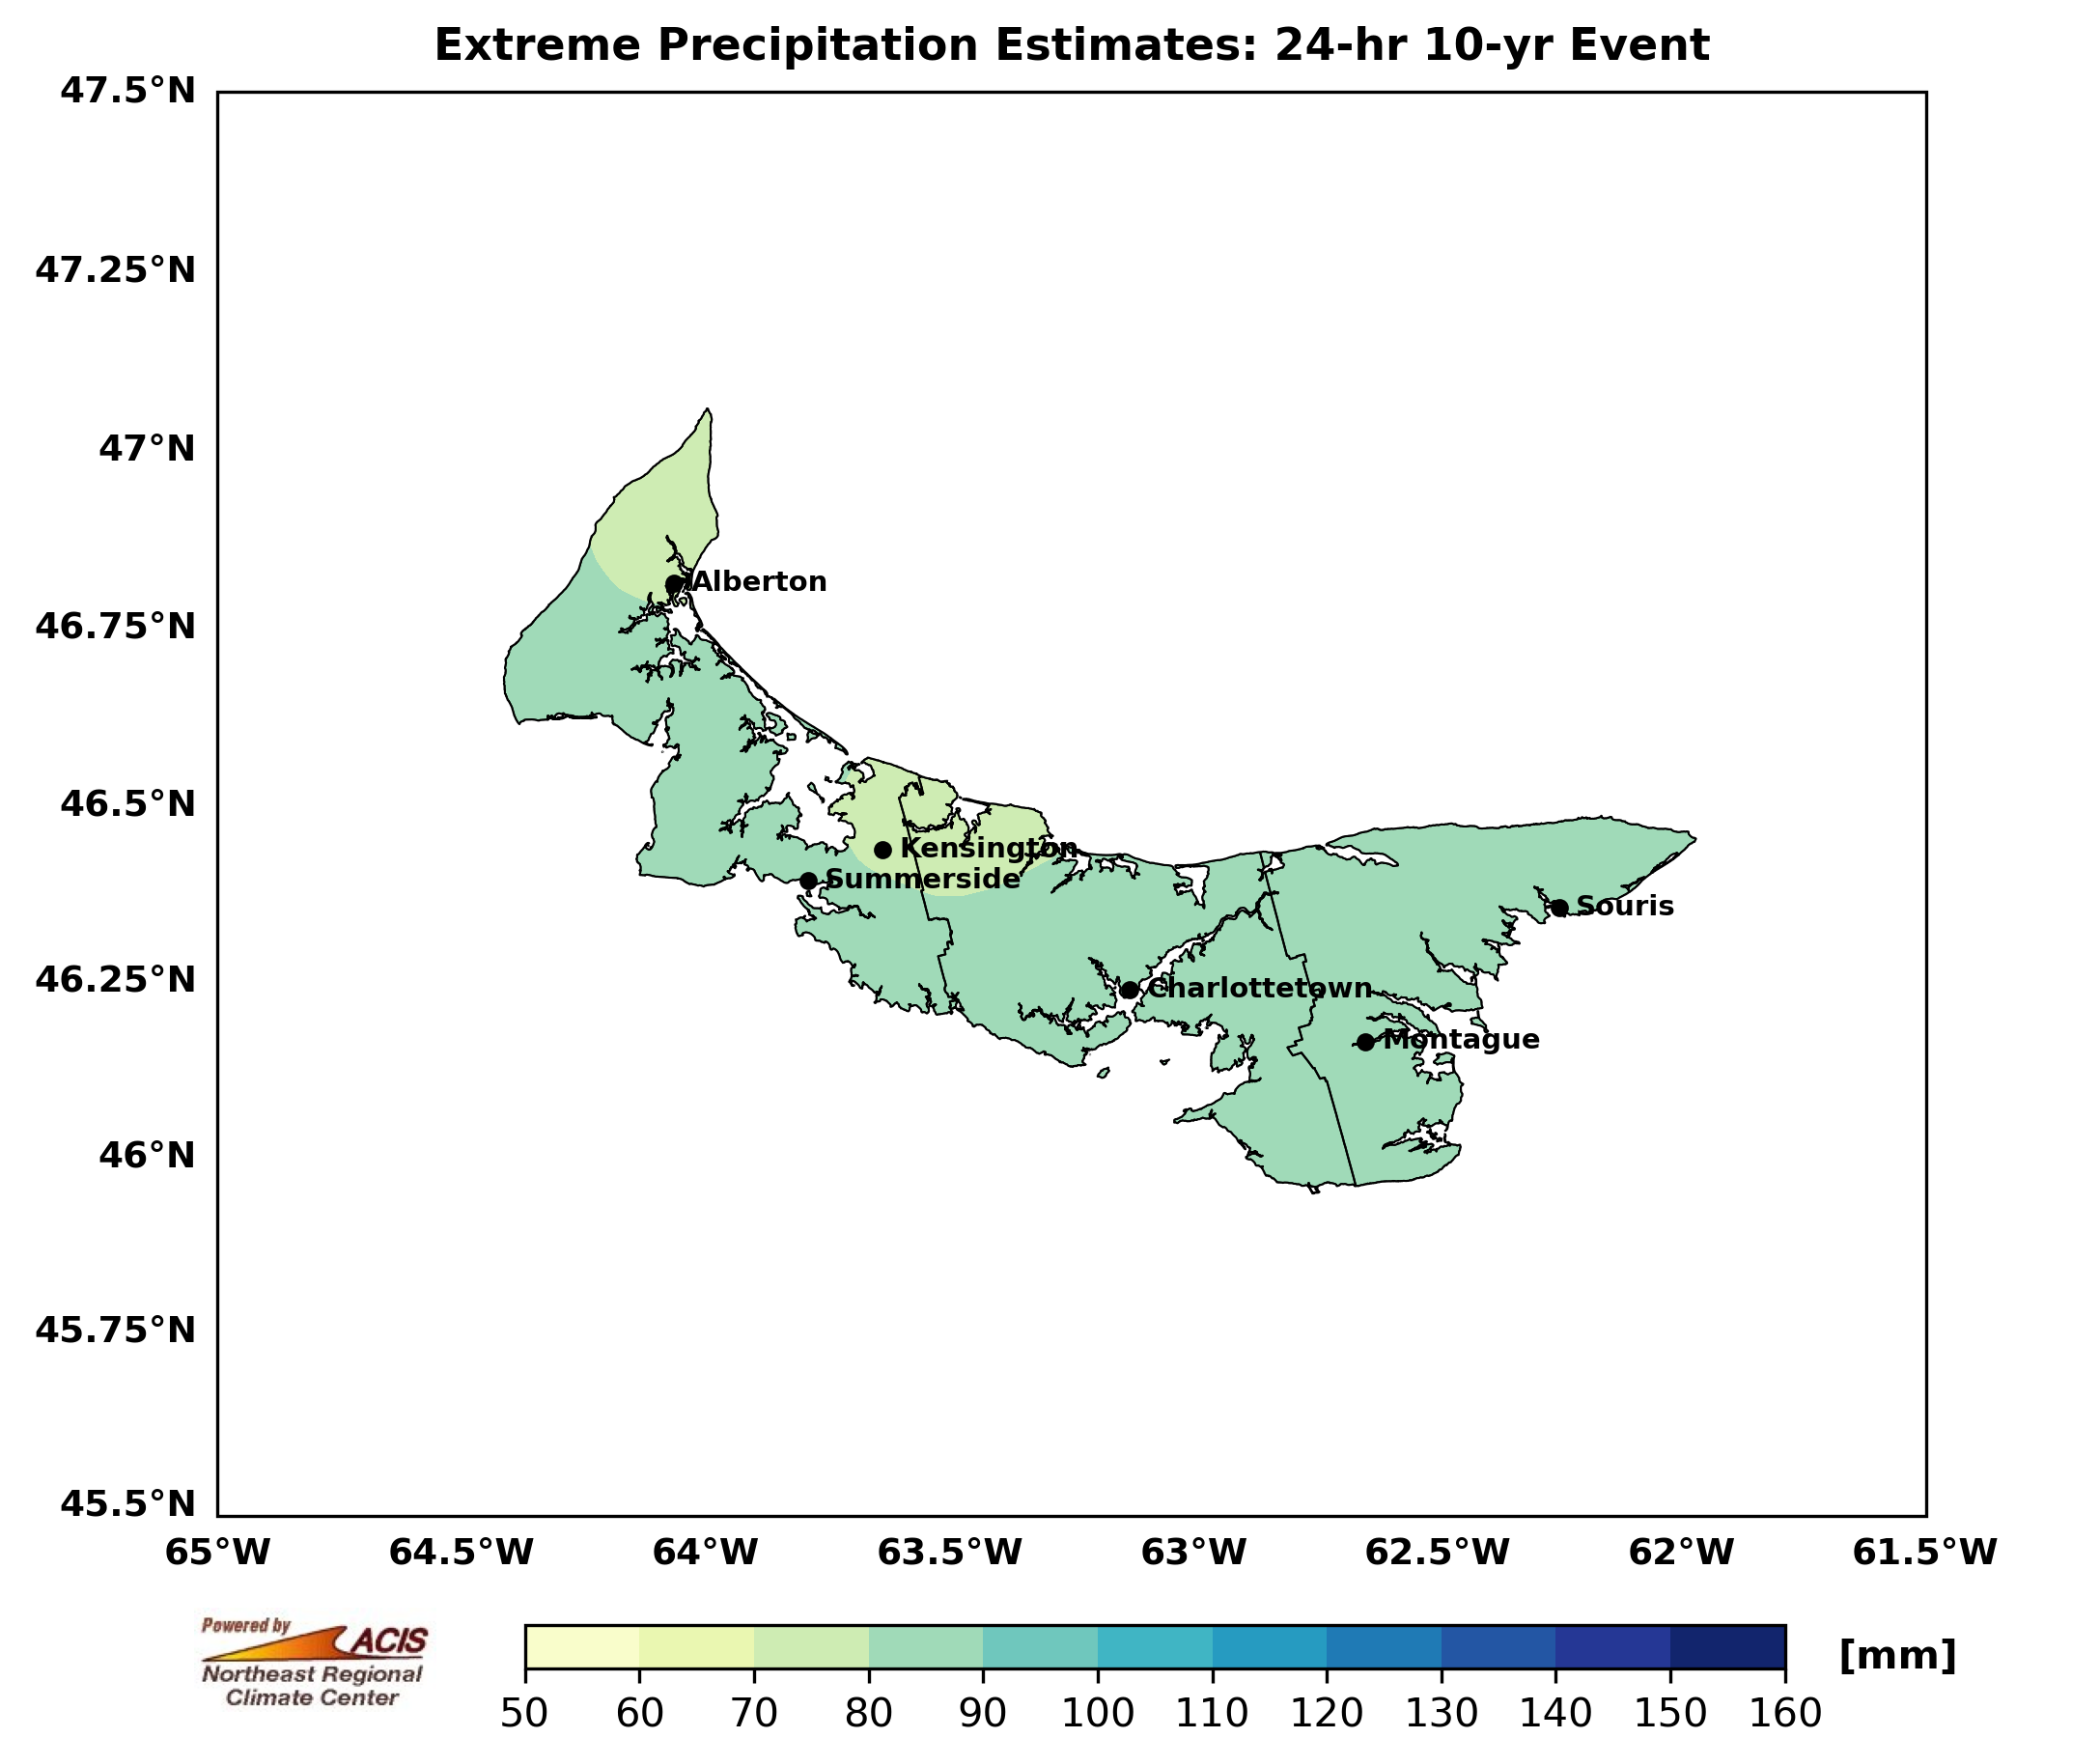 Extreme Precipitation Estimates: 24-hr 10-yr Event
47.5°N
47.25°N
47°N
46.75°N
46.5°N
46.25°N
46°N
45.75°N
45.5°N
Alberton
Kensington
Summerside
Souris
Charlottetown
Montague
65°W 64.5°W 64°W 63.5°W 63°W 62.5°W 62°W 61.5°W
Powered by
ACIS
Northeast Regional
Climate Center
[mm]
50 60 70 80 90 100 110 120 130 140 150 160